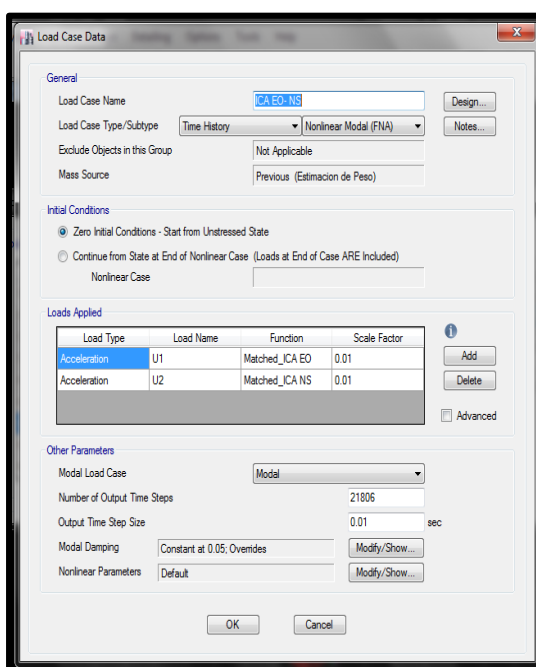 Load Case Data
Detailing Options Tools Help
General
Load Case Name ICA EO- NS Design...
Load Case Type/Subtype Time History Nonlinear Modal (FNA) Notes...
Exclude Objects in this Group Not Applicable
Mass Source Previous (Estimacion de Peso)
Initial Conditions
Zero Initial Conditions - Start from Unstressed State
Continue from State at End of Nonlinear Case (Loads at End of Case ARE Included)
Nonlinear Case
Loads Applied
Load Type Load Name Function Scale Factor
Acceleration U1 Matched_ICA EO 0.01 Add
Acceleration U2 Matched_ICA NS 0.01 Delete
Advanced
Other Parameters
Modal Load Case Modal
Number of Output Time Steps 21806
Output Time Step Size 0.01 sec
Modal Damping Constant at 0.05; Overrides Modify/Show...
Nonlinear Parameters Default Modify/Show...
OK Cancel